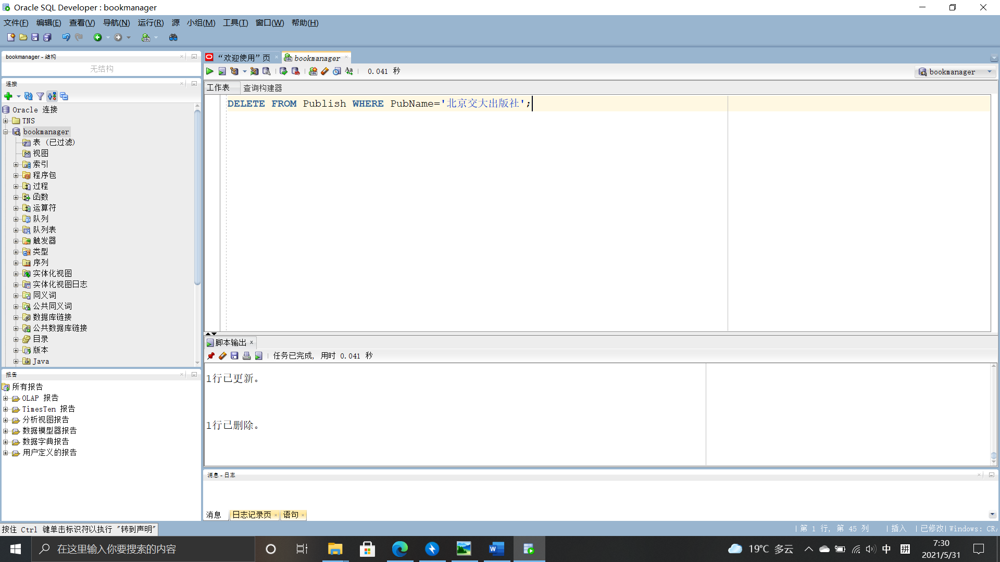 Oracle SQL Developer : bookmanager
文件(F) 编辑(E) 查看(V) 导航(N) 运行(R) 源 小组(M) 工具(T) 窗口(W) 帮助(H)
bookmanager - 结构
无结构
连接
Oracle 连接
TNS
bookmanager
表 (已过滤)
视图
索引
程序包
过程
函数
运算符
队列
队列表
触发器
类型
序列
实体化视图
实体化视图日志
同义词
公共同义词
数据库链接
公共数据库链接
目录
版本
Java
报告
所有报告
OLAP 报告
TimesTen 报告
分析视图报告
数据模型器报告
数据字典报告
用户定义的报告
“欢迎使用”页 bookmanager
0.041 秒
bookmanager
工作表 查询构建器
DELETE FROM Publish WHERE PubName='北京交大出版社';
脚本输出
任务已完成, 用时 0.041 秒
1行已更新。
1行已删除。
消息 - 日志
消息 日志记录页 语句
按住 Ctrl 键单击标识符以执行 "转到声明"
第 1 行, 第 45 列 插入 已修改 Windows: CR/
在这里输入你要搜索的内容
19°C 多云
中 拼
7:30
2021/5/31